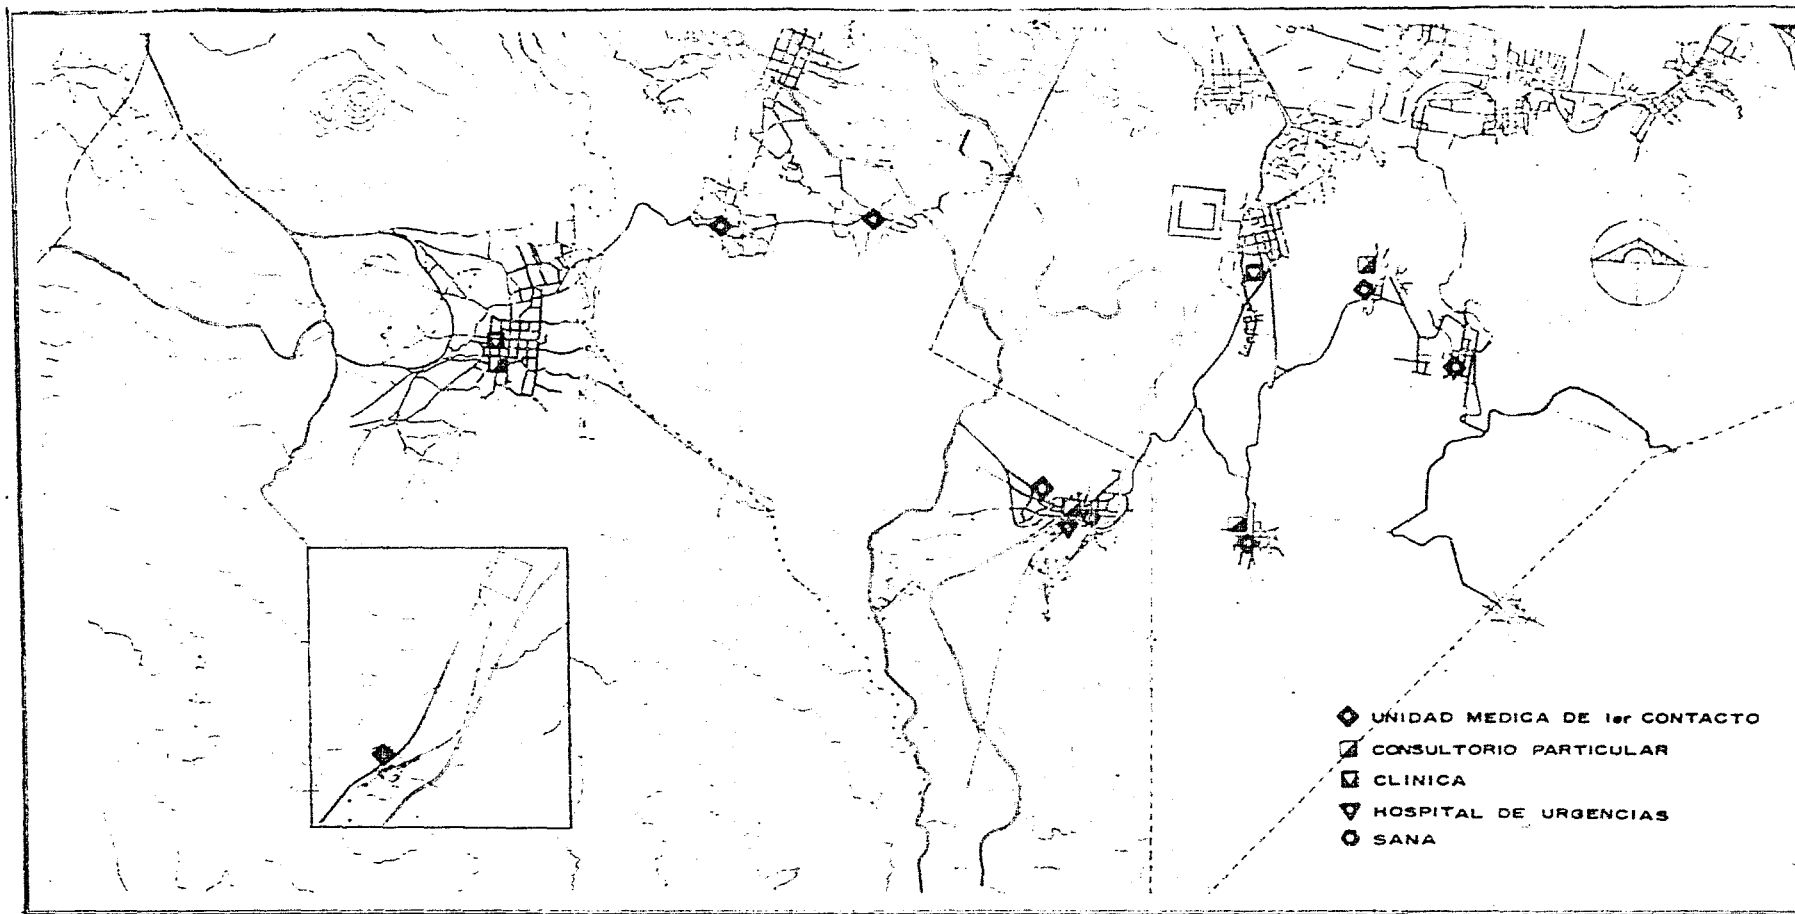 UNIDAD MEDICA DE 1er CONTACTO
CONSULTORIO PARTICULAR
CLINICA
HOSPITAL DE URGENCIAS
SANA